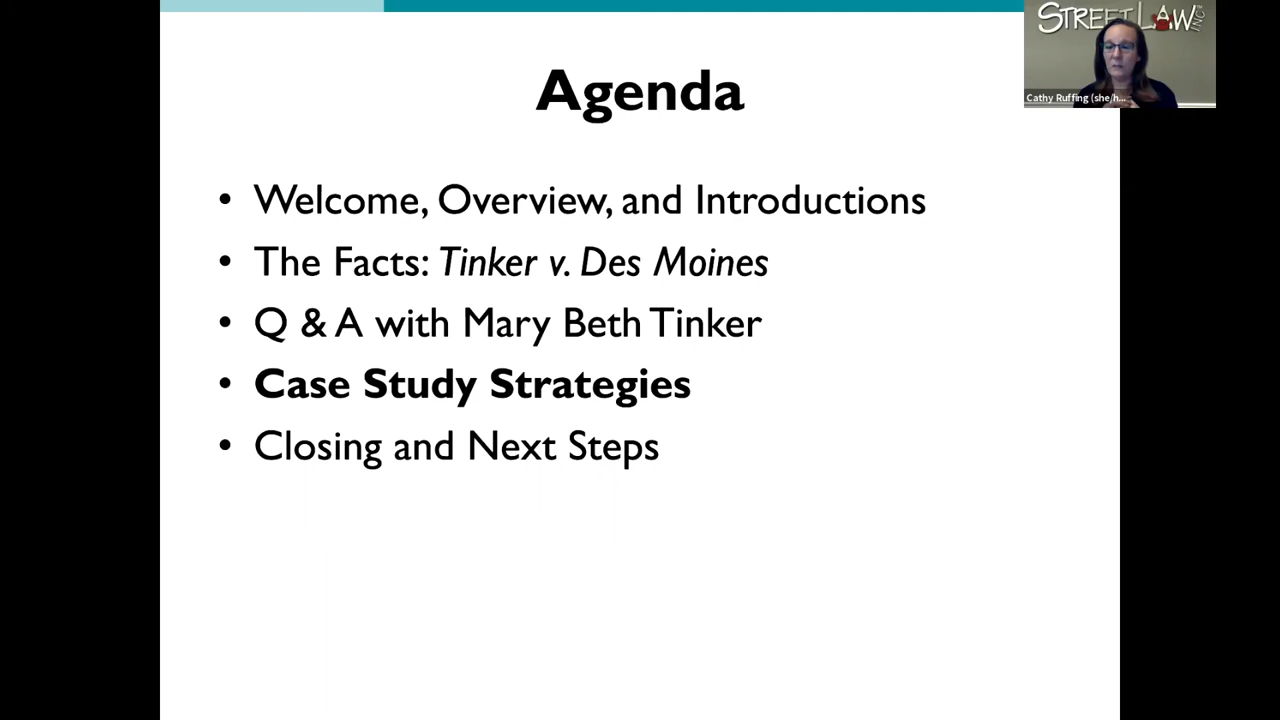 STREET LAW INC
Cathy Ruffing (she/h...
Agenda
• Welcome, Overview, and Introductions
• The Facts: Tinker v. Des Moines
• Q & A with Mary Beth Tinker
• Case Study Strategies
• Closing and Next Steps